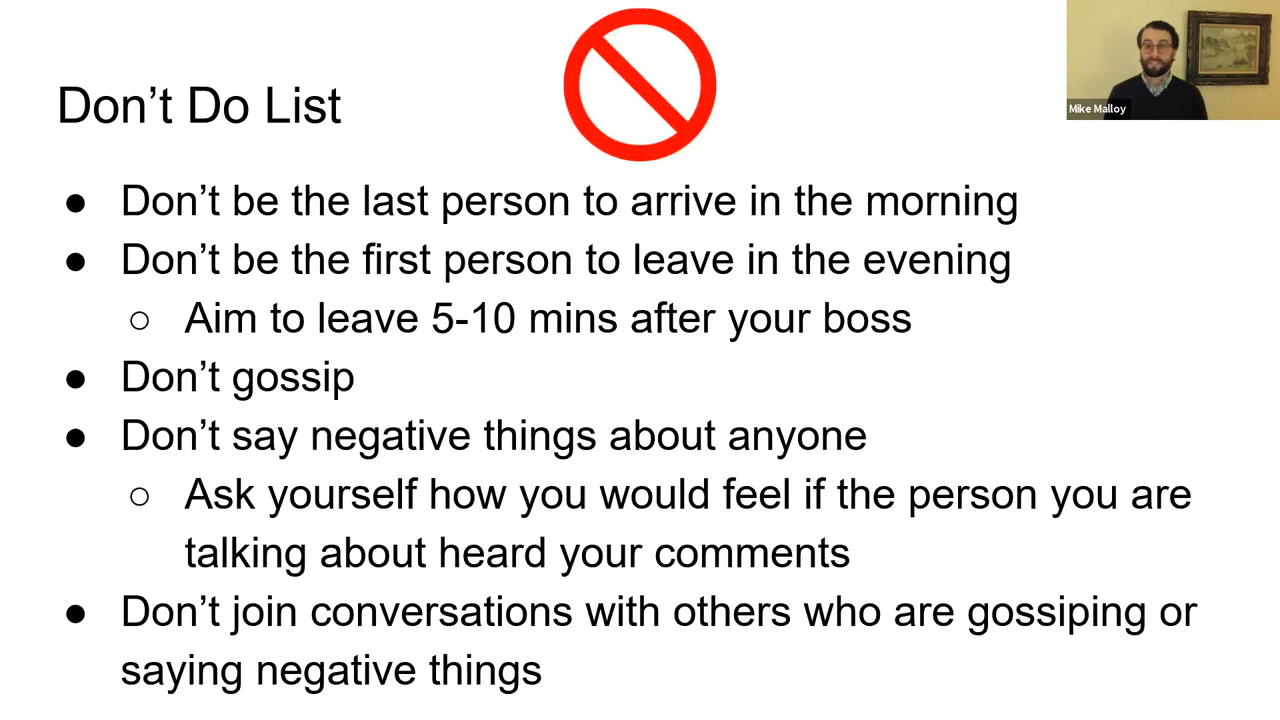 Don’t Do List
Mike Malloy
● Don’t be the last person to arrive in the morning
● Don’t be the first person to leave in the evening
○ Aim to leave 5-10 mins after your boss
● Don’t gossip
● Don’t say negative things about anyone
○ Ask yourself how you would feel if the person you are
talking about heard your comments
● Don’t join conversations with others who are gossiping or
saying negative things